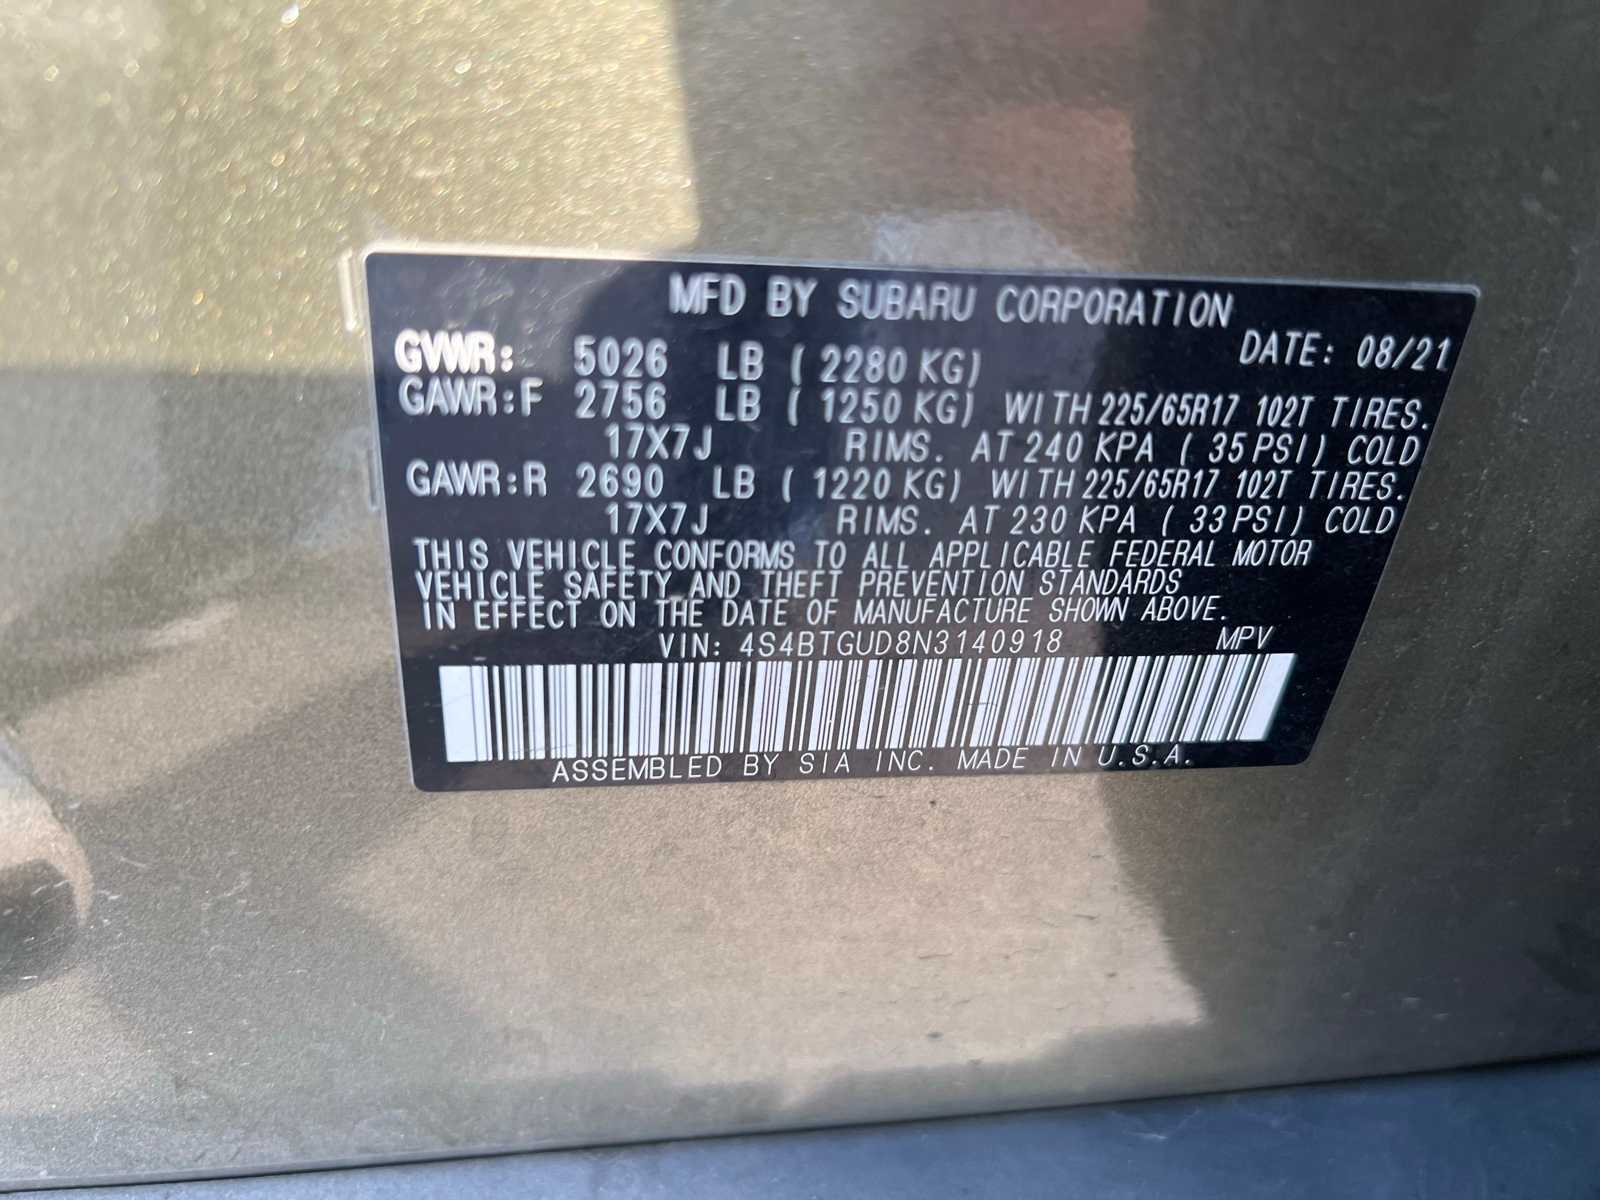 MFD BY SUBARU CORPORATION
GVWR: 5026 LB ( 2280 KG) DATE: 08/21
GAWR:F 2756 LB ( 1250 KG) WITH 225/65R17 102T TIRES.
17X7J RIMS. AT 240 KPA ( 35 PSI) COLD
GAWR:R 2690 LB ( 1220 KG) WITH 225/65R17 102T TIRES.
17X7J RIMS. AT 230 KPA ( 33 PSI) COLD
THIS VEHICLE CONFORMS TO ALL APPLICABLE FEDERAL MOTOR
VEHICLE SAFETY AND THEFT PREVENTION STANDARDS
IN EFFECT ON THE DATE OF MANUFACTURE SHOWN ABOVE.
VIN: 4S4BTGUD8N3140918 MPV
ASSEMBLED BY SIA INC. MADE IN U.S.A.